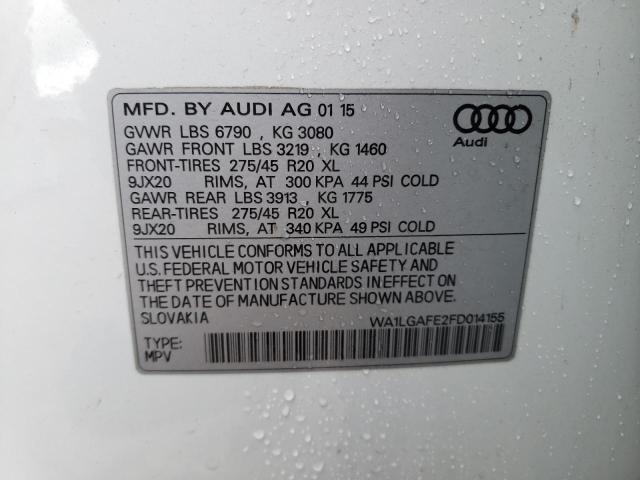 MFD. BY AUDI AG 01 15
GVWR LBS 6790 , KG 3080
GAWR FRONT LBS 3219 , KG 1460
FRONT-TIRES 275/45 R20 XL
9JX20 RIMS, AT 300 KPA 44 PSI COLD
GAWR REAR LBS 3913 , KG 1775
REAR-TIRES 275/45 R20 XL
9JX20 RIMS, AT 340 KPA 49 PSI COLD
Audi
THIS VEHICLE CONFORMS TO ALL APPLICABLE
U.S. FEDERAL MOTOR VEHICLE SAFETY AND
THEFT PREVENTION STANDARDS IN EFFECT ON
THE DATE OF MANUFACTURE SHOWN ABOVE.
SLOVAKIA WA1LGAFE2FD014155
TYPE:
MPV